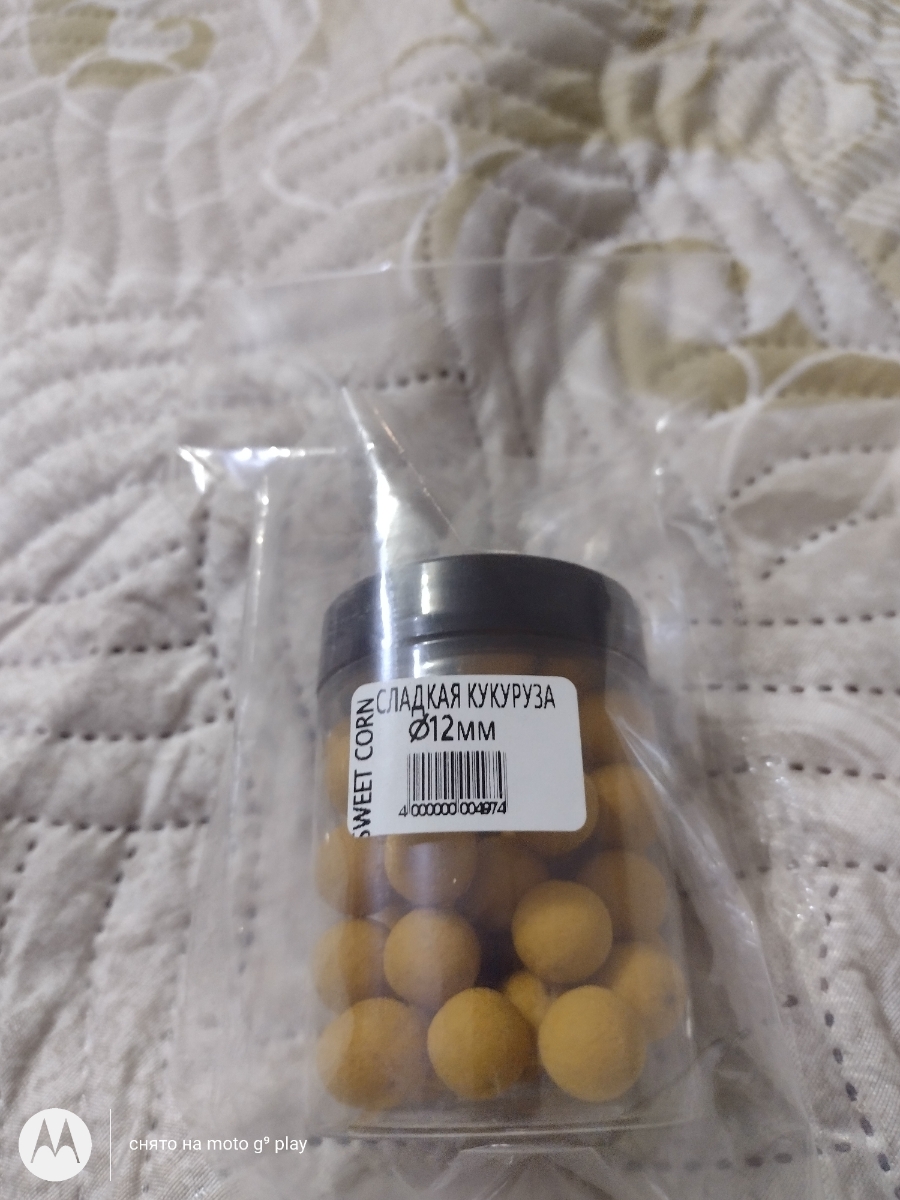 СЛАДКАЯ КУКУРУЗА
Ø12мм
SWEET CORN
4 000000 004974
снято на moto g⁹ play